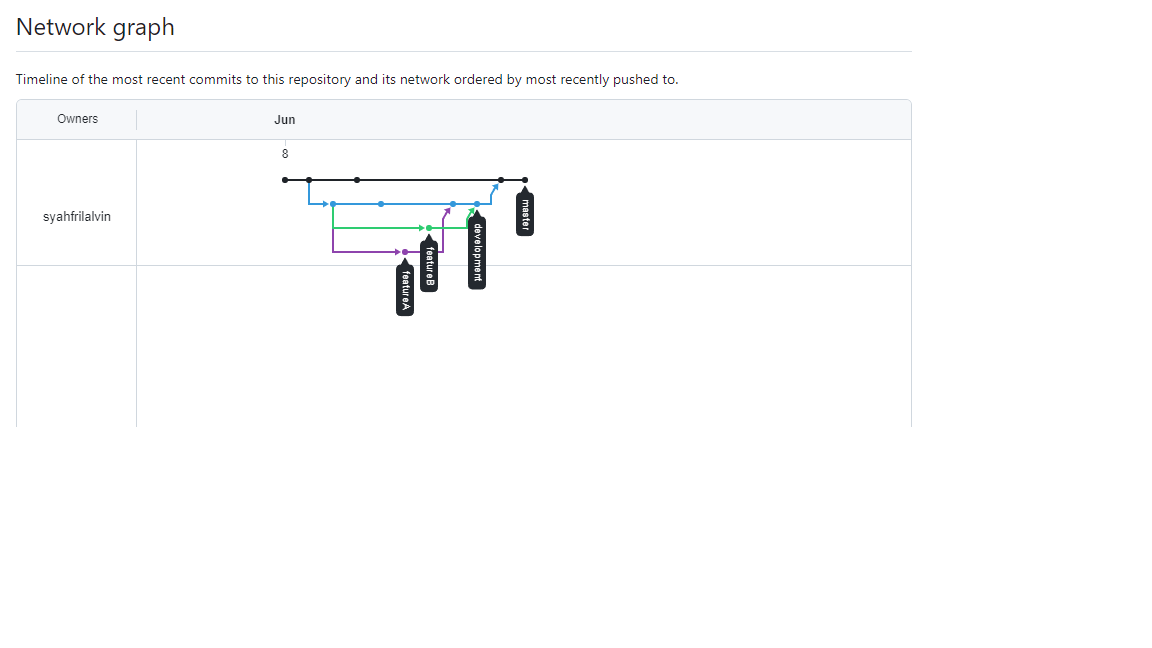 Network graph
Timeline of the most recent commits to this repository and its network ordered by most recently pushed to.
Owners
Jun
8
syahfrilalvin
master
development
featureB
featureA